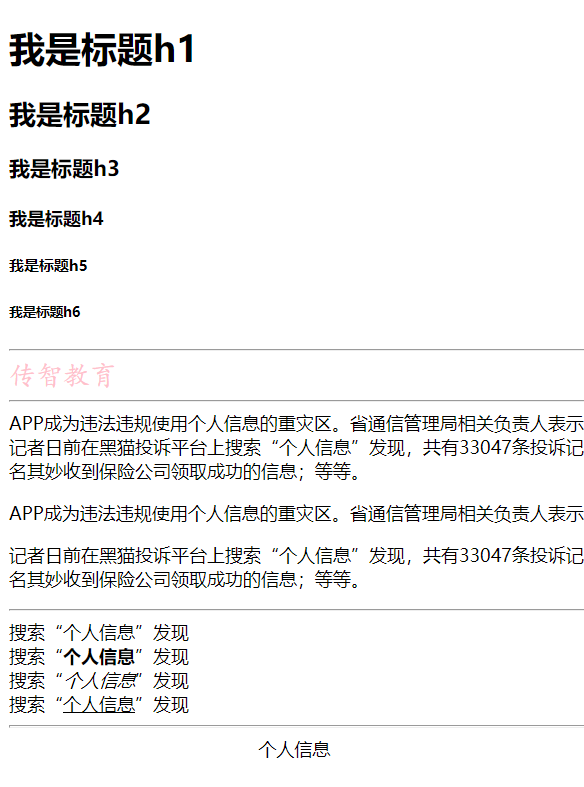 我是标题h1
我是标题h2
我是标题h3
我是标题h4
我是标题h5
我是标题h6
传智教育
APP成为违法违规使用个人信息的重灾区。省通信管理局相关负责人表示
记者日前在黑猫投诉平台上搜索“个人信息”发现，共有33047条投诉记
名其妙收到保险公司领取成功的信息；等等。
APP成为违法违规使用个人信息的重灾区。省通信管理局相关负责人表示
记者日前在黑猫投诉平台上搜索“个人信息”发现，共有33047条投诉记
名其妙收到保险公司领取成功的信息；等等。
搜索“个人信息”发现
搜索“个人信息”发现
搜索“个人信息”发现
搜索“个人信息”发现
个人信息